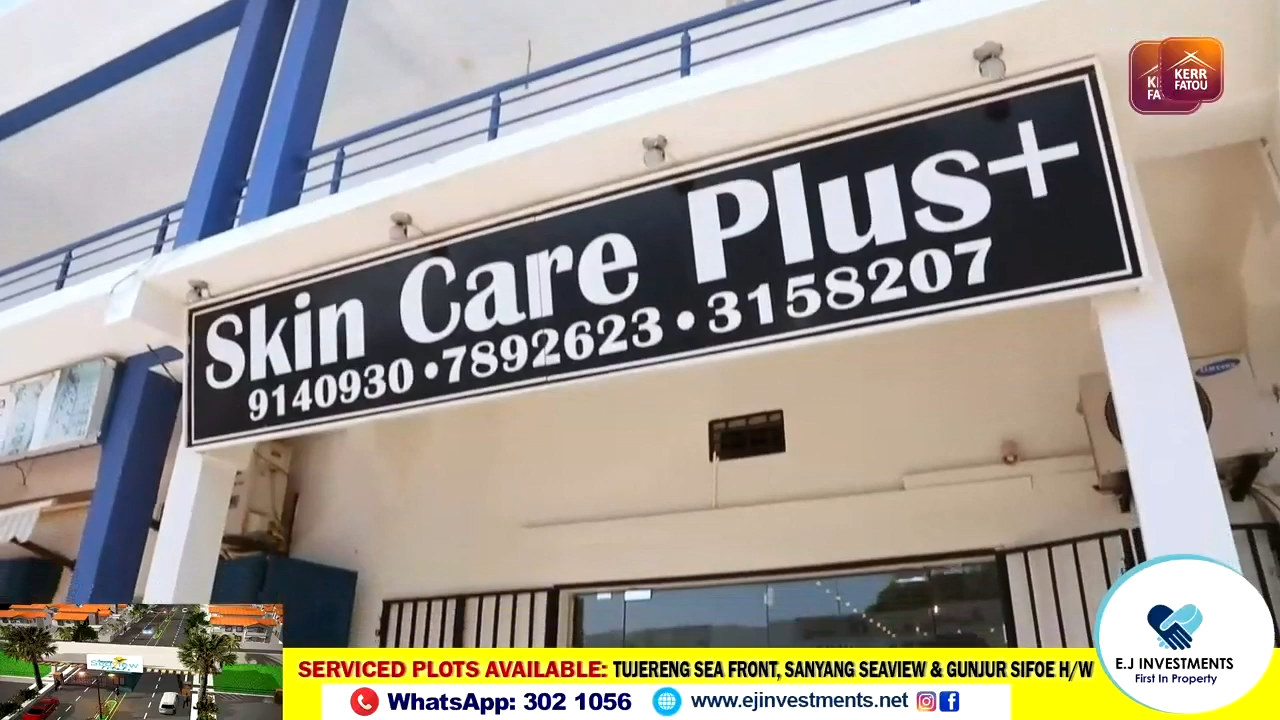 KERR
FATOU
Skin Care Plus+
9140930 • 7892623 • 3158207
SAMSUNG
SERVICED PLOTS AVAILABLE: TUJERENG SEA FRONT, SANYANG SEAVIEW & GUNJUR SIFOE H/W
WhatsApp: 302 1056 www.ejinvestments.net
E.J INVESTMENTS
First In Property